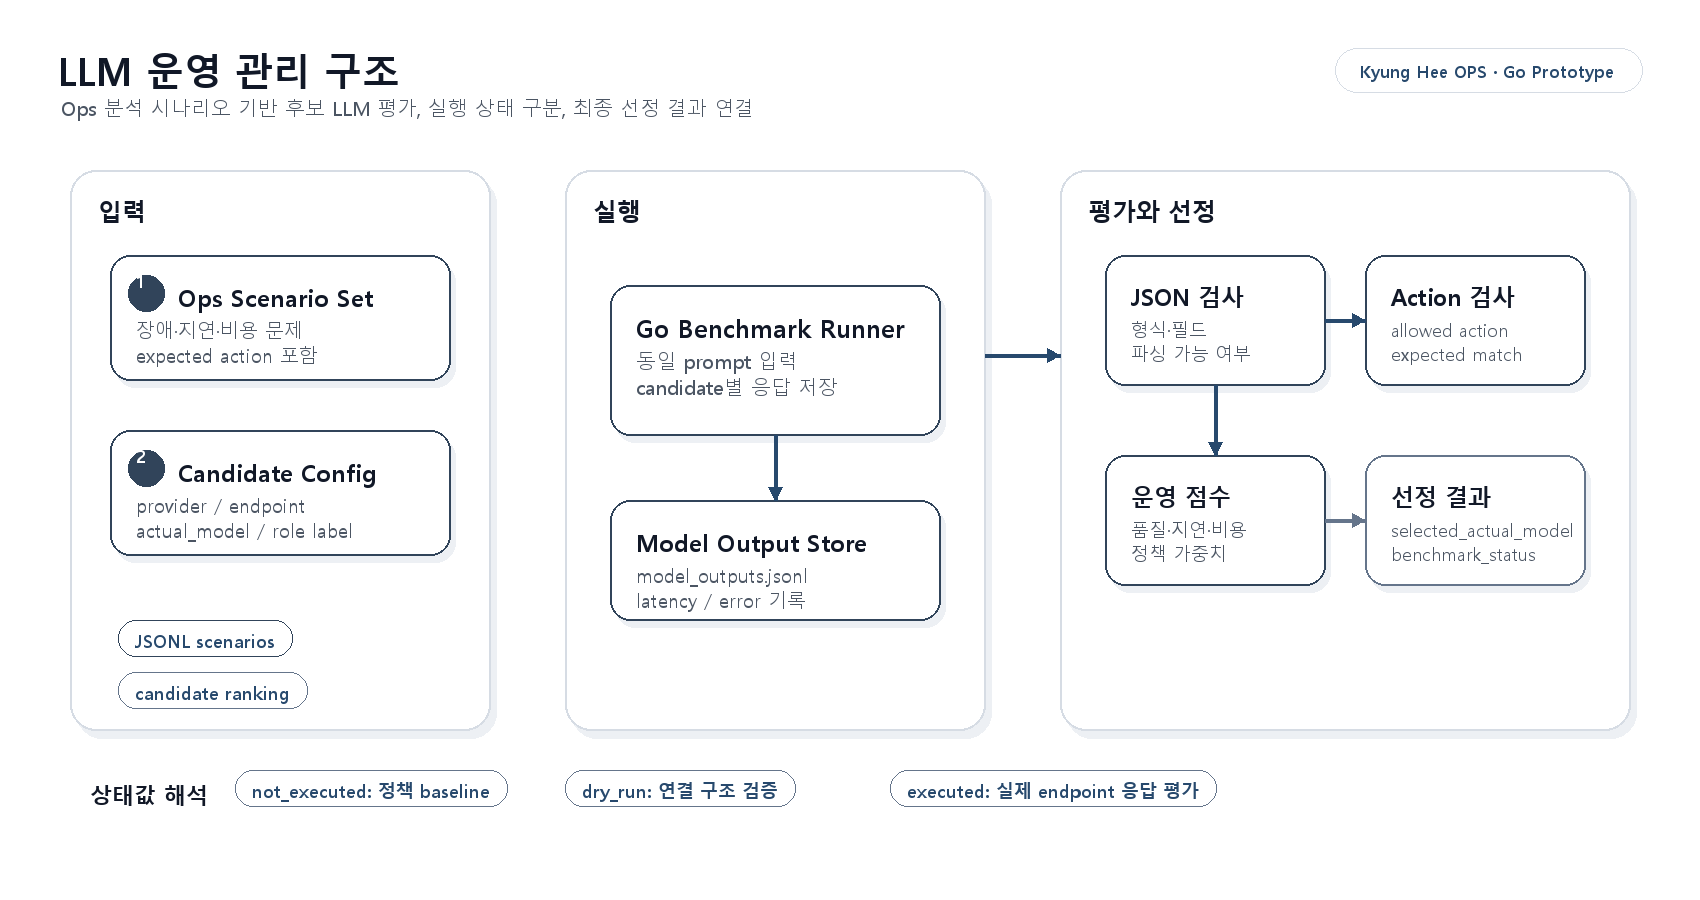 LLM 운영 관리 구조
Ops 분석 시나리오 기반 후보 LLM 평가, 실행 상태 구분, 최종 선정 결과 연결
Kyung Hee OPS · Go Prototype
입력
1
Ops Scenario Set
장애·지연·비용 문제
expected action 포함
2
Candidate Config
provider / endpoint
actual_model / role label
JSONL scenarios
candidate ranking
실행
Go Benchmark Runner
동일 prompt 입력
candidate별 응답 저장
Model Output Store
model_outputs.jsonl
latency / error 기록
평가와 선정
JSON 검사
형식·필드
파싱 가능 여부
Action 검사
allowed action
expected match
운영 점수
품질·지연·비용
정책 가중치
선정 결과
selected_actual_model
benchmark_status
상태값 해석
not_executed: 정책 baseline
dry_run: 연결 구조 검증
executed: 실제 endpoint 응답 평가